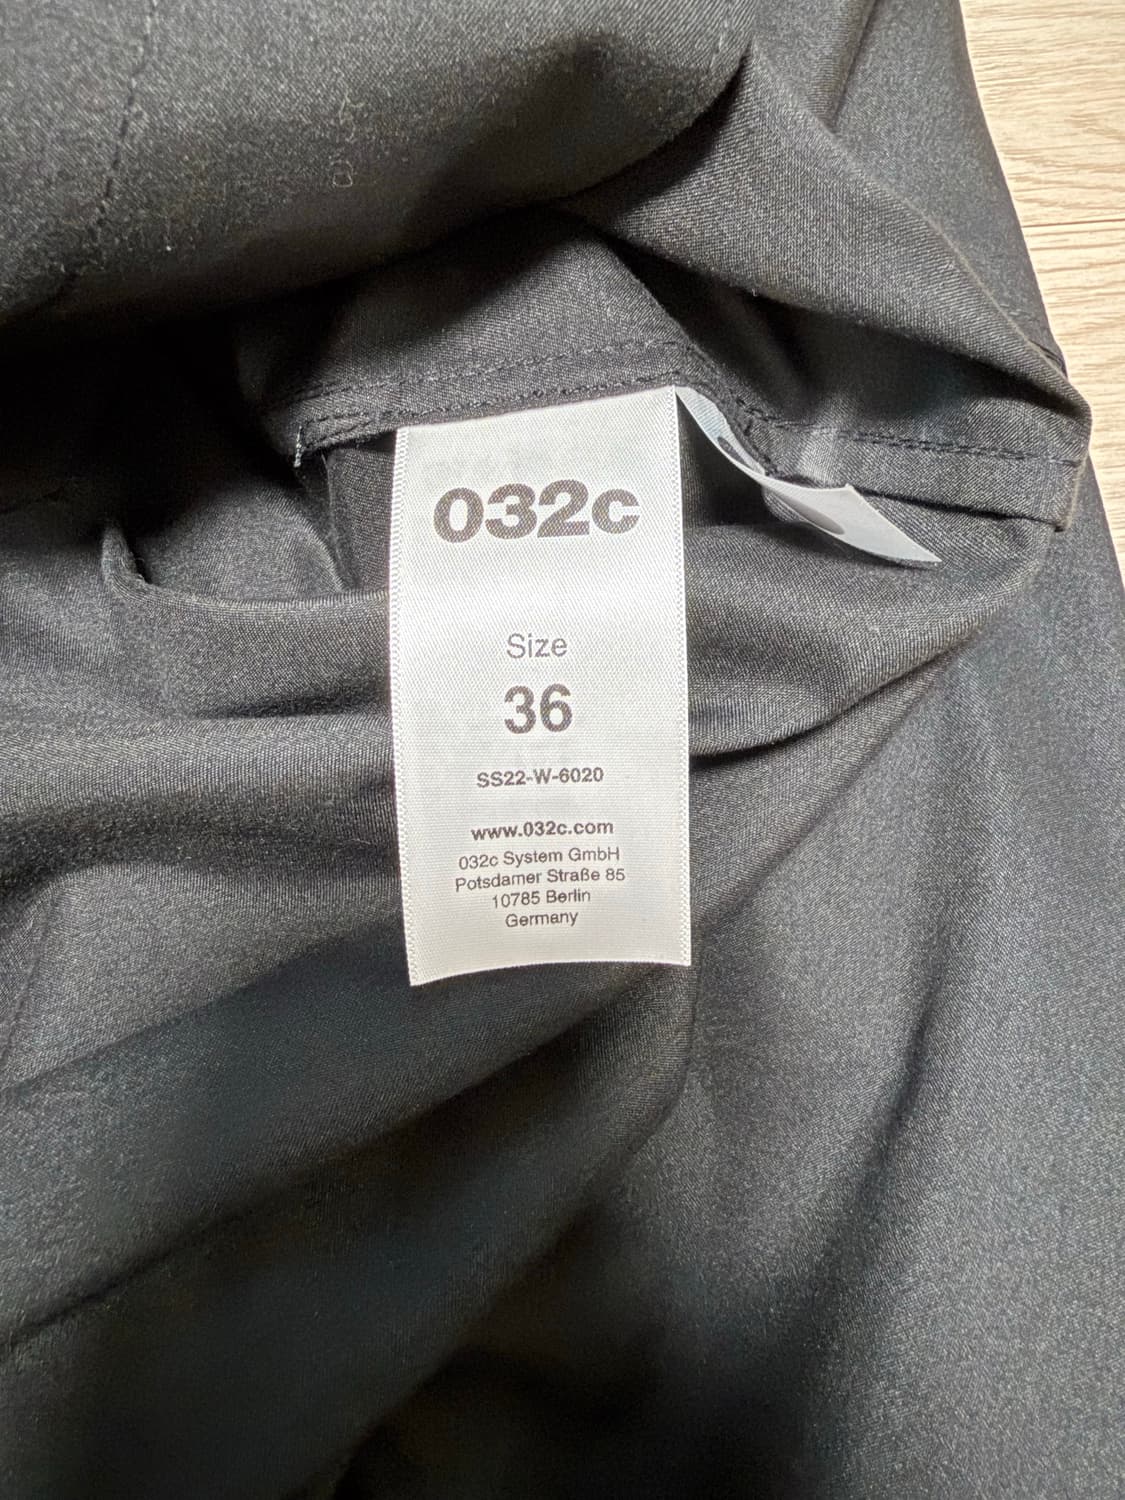 032c
Size
36
SS22-W-6020
www.032c.com
032c System GmbH
Potsdamer Straße 85
10785 Berlin
Germany